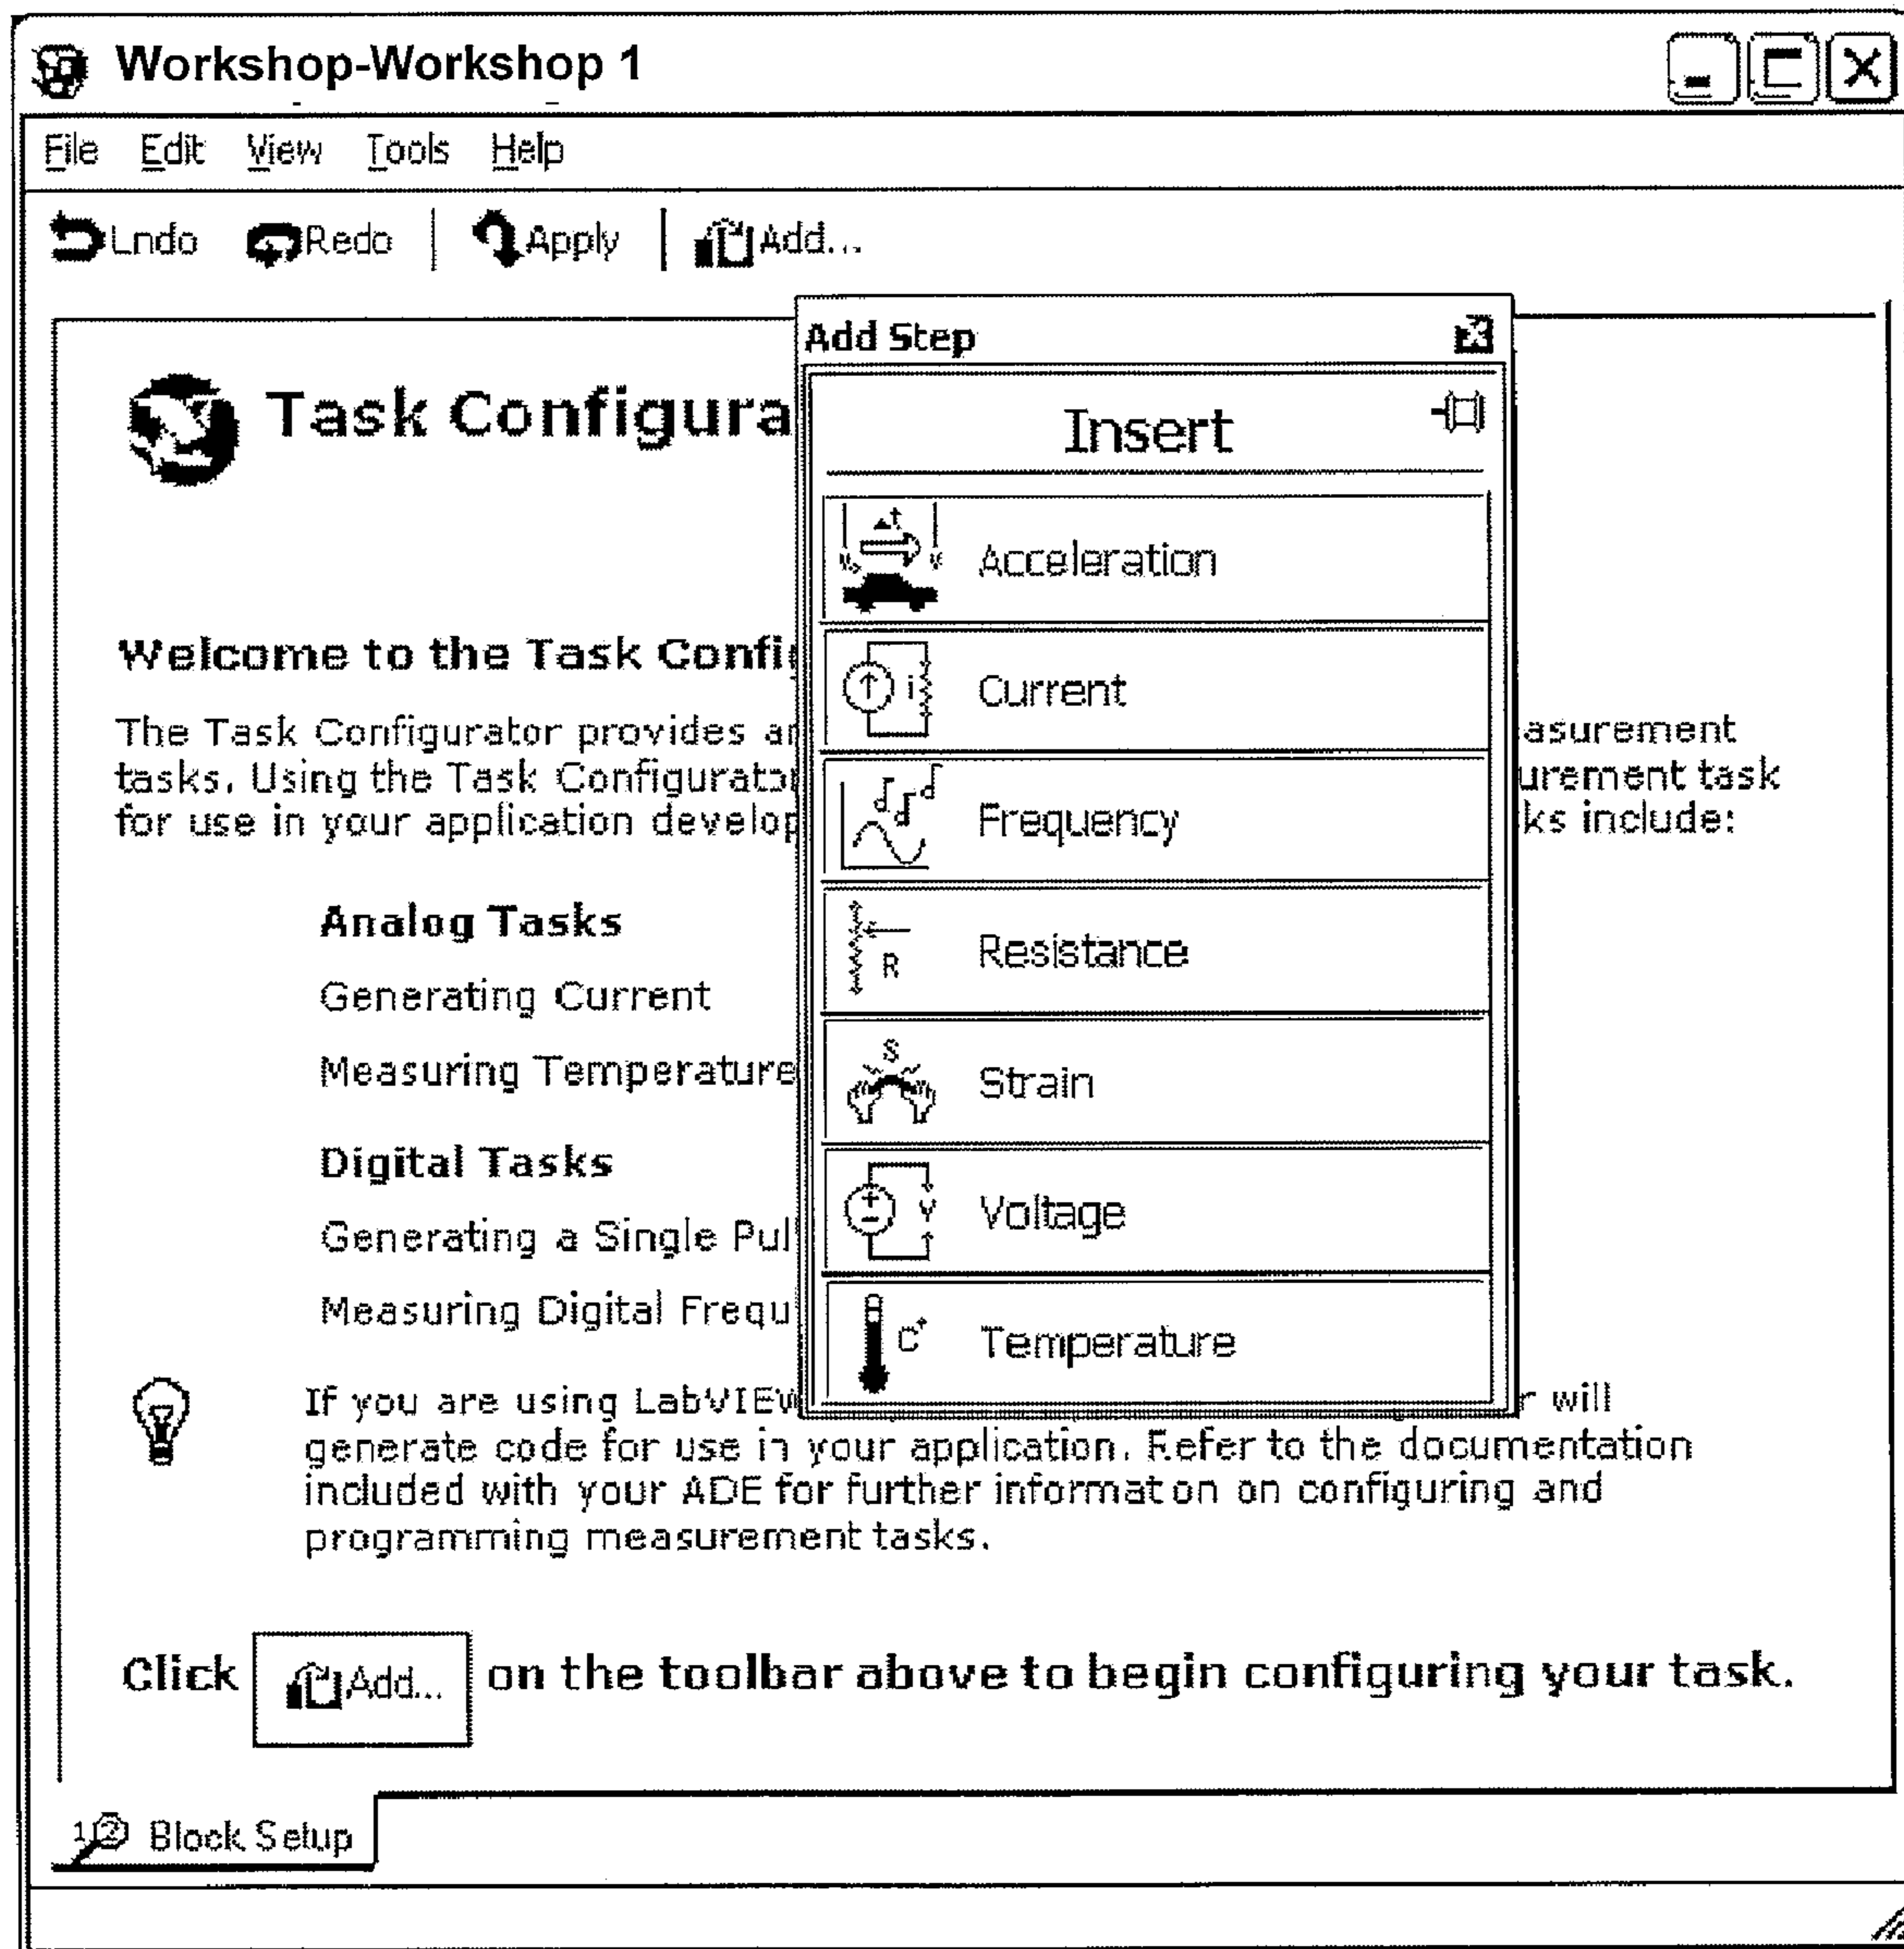 Workshop-Workshop 1
File Edit View Tools Help
Lndo Redo Apply Add...
Add Step
Insert
Acceleration
Current
Frequency
Resistance
Strain
Voltage
Temperature
Task Configura
Welcome to the Task Confi
The Task Configurator provides an asurement
tasks. Using the Task Configurator urement task
for use in your application develop ks include:
Analog Tasks
Generating Current
Measuring Temperature
Digital Tasks
Generating a Single Pul
Measuring Digital Frequ
If you are using LabVIEW r will
generate code for use in your application. Refer to the documentation
included with your ADE for further informat on on configuring and
programming measurement tasks.
Click Add... on the toolbar above to begin configuring your task.
Block Setup